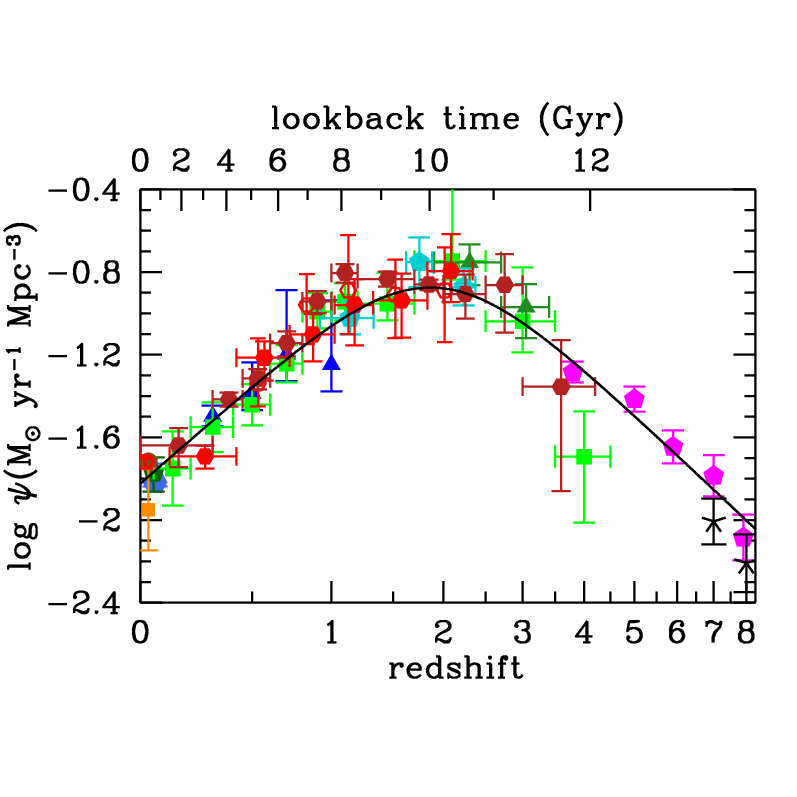 lookback time (Gyr)
0 2 4 6 8 10 12
−0.4
−0.8
−1.2
−1.6
−2
−2.4
log ψ(M⊙ yr⁻¹ Mpc⁻³)
0 1 2 3 4 5 6 7 8
redshift